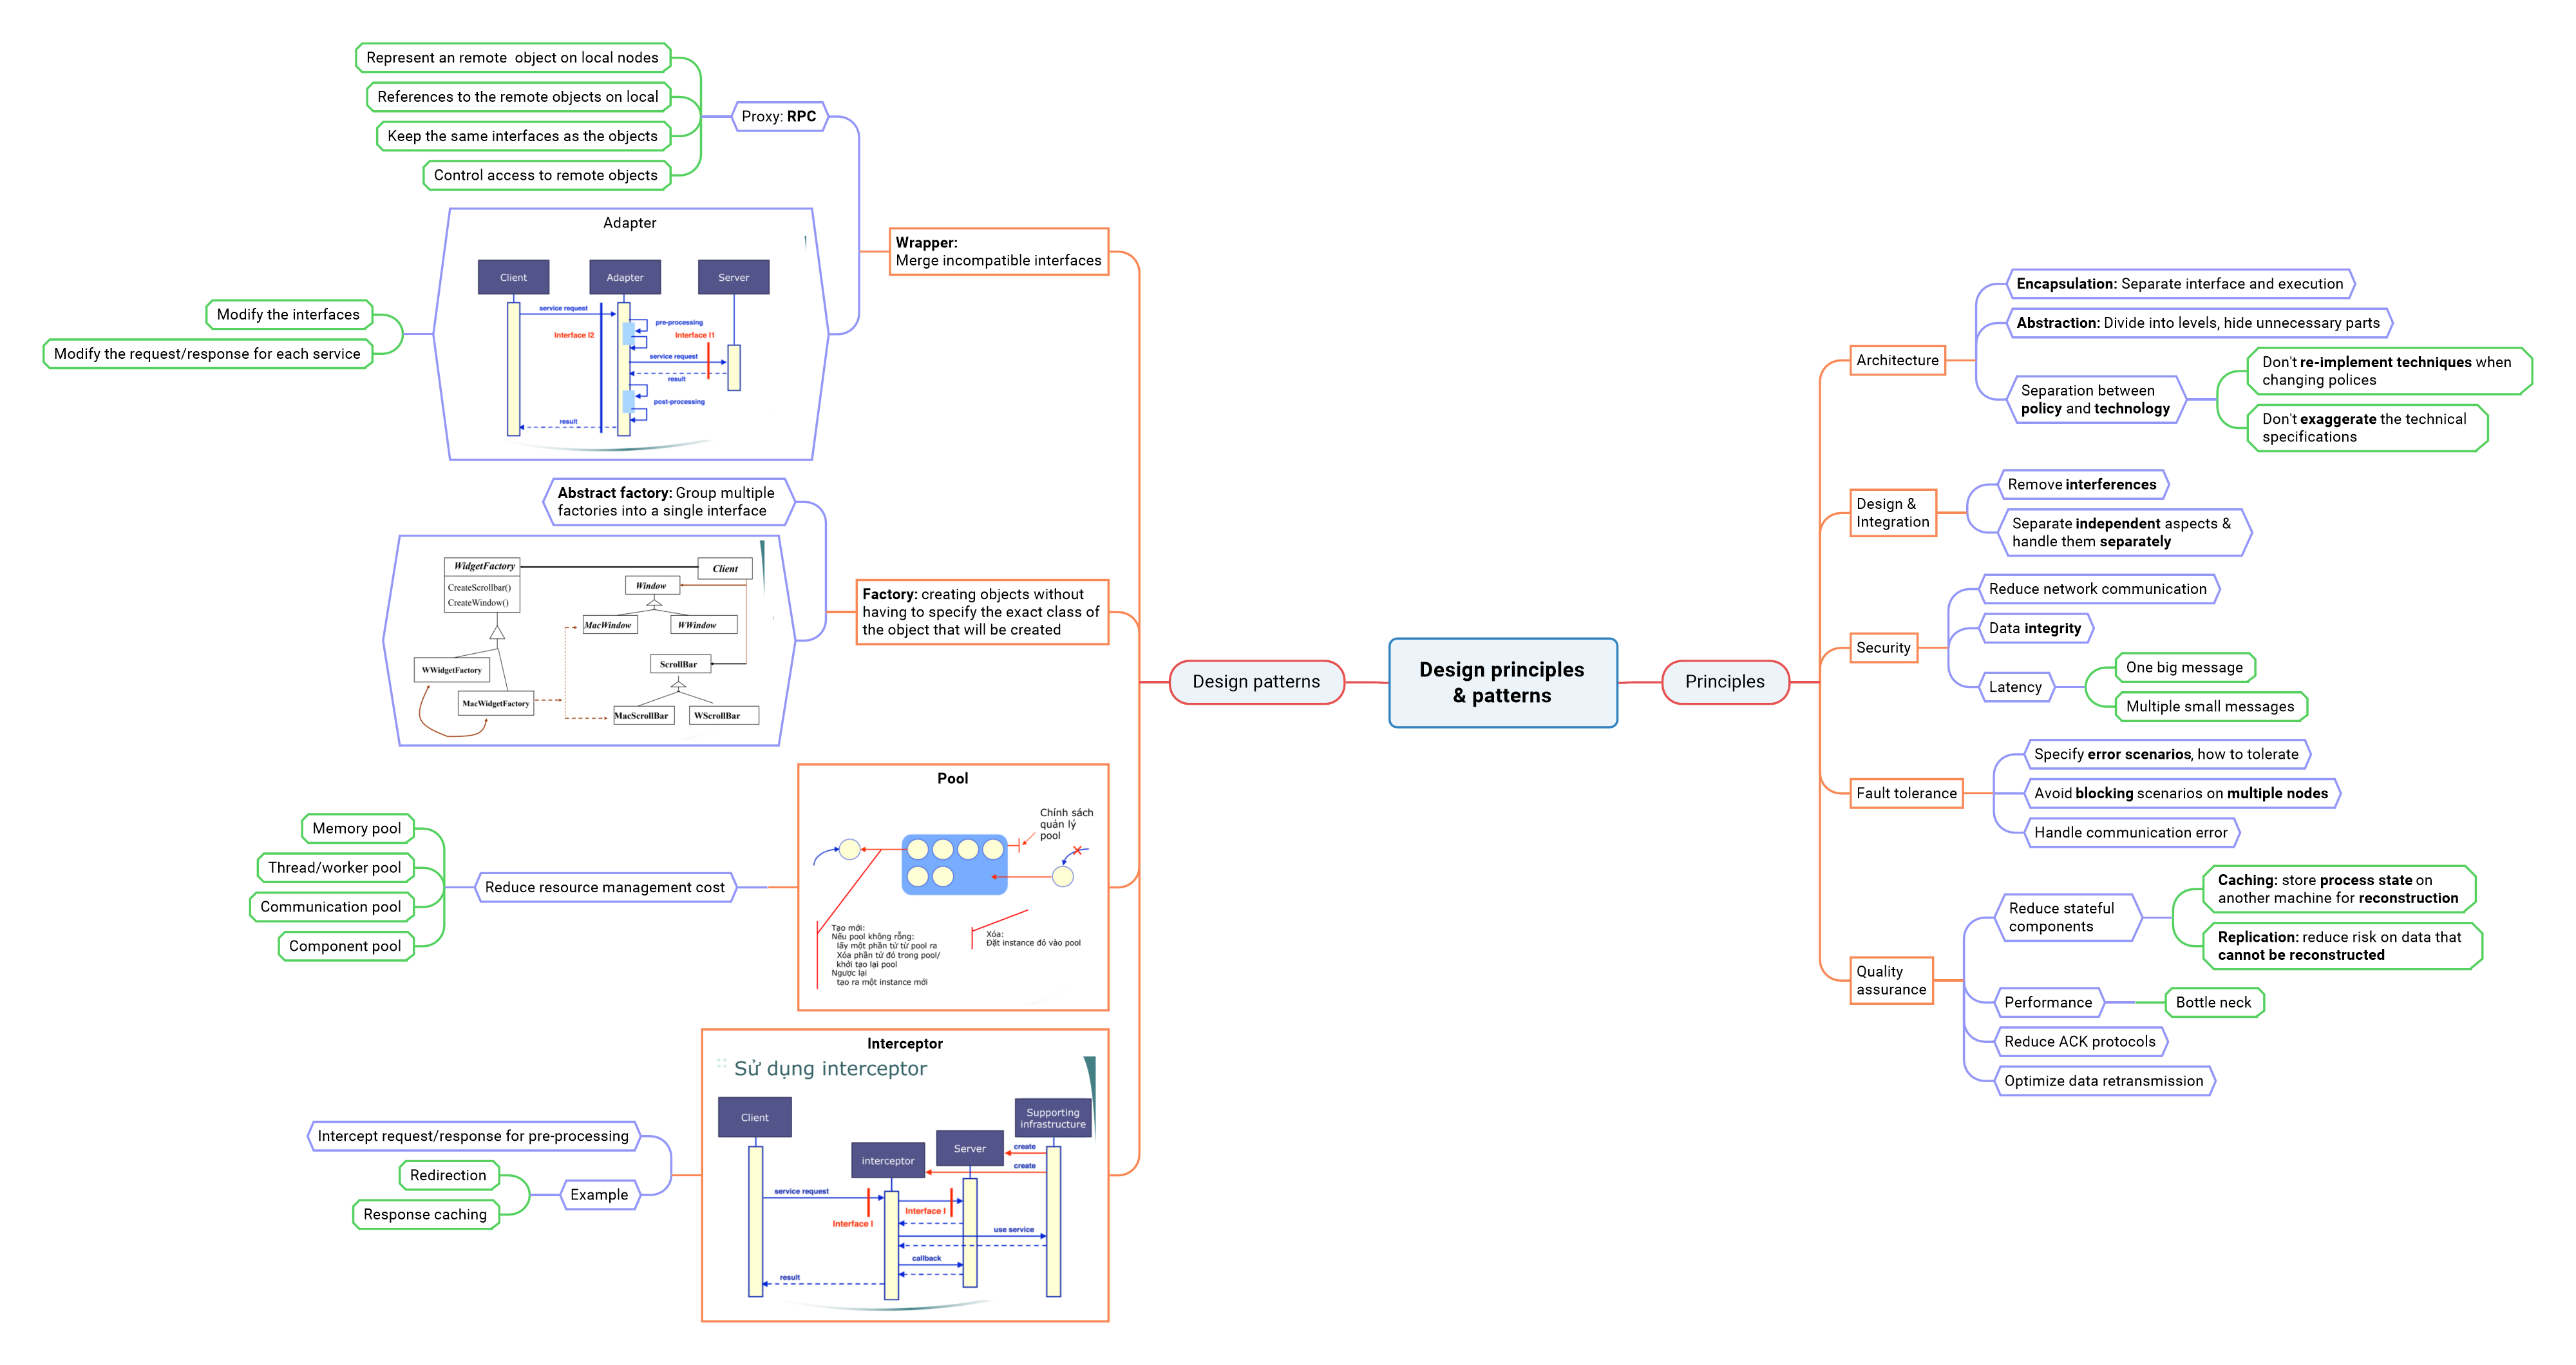 Design principles
& patterns
Design patterns
Wrapper:
Merge incompatible interfaces
Proxy: RPC
Represent an remote  object on local nodes
References to the remote objects on local
Keep the same interfaces as the objects
Control access to remote objects
Adapter
Client
Adapter
Server
service request
pre-processing
Interface I2
Interface I1
service request
result
post-processing
result
Modify the interfaces
Modify the request/response for each service
Factory: creating objects without
having to specify the exact class of
the object that will be created
Abstract factory: Group multiple
factories into a single interface
WidgetFactory
CreateScrollbar()
CreateWindow()
Client
Window
MacWindow
WWindow
WWidgetFactory
MacWidgetFactory
ScrollBar
MacScrollBar
WScrollBar
Pool
Chính sách
quản lý
pool
Tạo mới:
Nếu pool không rỗng:
lấy một phần tử từ pool ra
Xóa phần tử đó trong pool/
khởi tạo lại pool
Ngược lại
tạo ra một instance mới
Xóa:
Đặt instance đó vào pool
Reduce resource management cost
Memory pool
Thread/worker pool
Communication pool
Component pool
Interceptor
Sử dụng interceptor
Client
interceptor
Server
Supporting
infrastructure
create
create
service request
Interface I
Interface I
use service
callback
result
Intercept request/response for pre-processing
Example
Redirection
Response caching
Principles
Architecture
Encapsulation: Separate interface and execution
Abstraction: Divide into levels, hide unnecessary parts
Separation between
policy and technology
Don't re-implement techniques when
changing polices
Don't exaggerate the technical
specifications
Design &
Integration
Remove interferences
Separate independent aspects &
handle them separately
Security
Reduce network communication
Data integrity
Latency
One big message
Multiple small messages
Fault tolerance
Specify error scenarios, how to tolerate
Avoid blocking scenarios on multiple nodes
Handle communication error
Quality
assurance
Reduce stateful
components
Caching: store process state on
another machine for reconstruction
Replication: reduce risk on data that
cannot be reconstructed
Performance
Bottle neck
Reduce ACK protocols
Optimize data retransmission